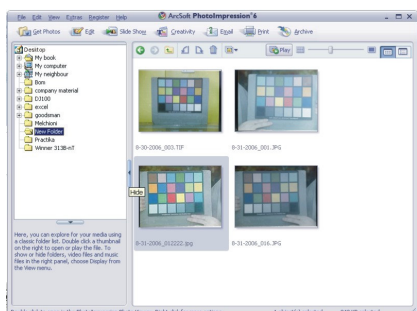 ArcSoft PhotoImpression 6
File Edit View Extras Register Help
Get Photos Edit Slide Show Creativity Email Print Archive
Desktop
My book
My computer
My neighbour
Bom
company material
DJ100
excel
goodsman
Melchioni
New Folder
Practika
Winner 313B-nT
Play
8-30-2006_003.TIF
8-31-2006_001.JPG
8-31-2006_012222.jpg
8-31-2006_016.JPG
Hide
Here, you can explore for your media using
a classic folder list. Double click a thumbnail
on the right to open or play the file. To
show or hide folders, video files and music
files in the right panel, choose Display from
the View menu.